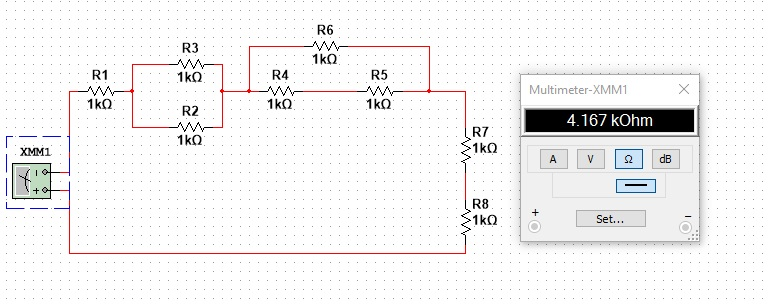 R6
1kΩ
R3
1kΩ
R1
1kΩ
R4
1kΩ
R5
1kΩ
R2
1kΩ
R7
1kΩ
R8
1kΩ
XMM1
Multimeter-XMM1
4.167 kOhm
A V Ω dB
+ Set... −